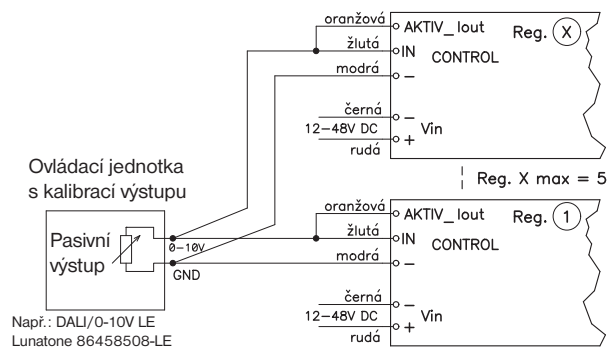 oranžová
AKTIV_Iout
Reg. X
žlutá
IN
CONTROL
modrá
–
černá
–
12–48V DC
Vin
+
rudá
Reg. X max = 5
Ovládací jednotka
s kalibrací výstupu
Pasivní
výstup
0–10V
GND
Např.: DALI/0-10V LE
Lunatone 86458508-LE
oranžová
AKTIV_Iout
Reg. 1
žlutá
IN
CONTROL
modrá
–
černá
–
12–48V DC
Vin
+
rudá